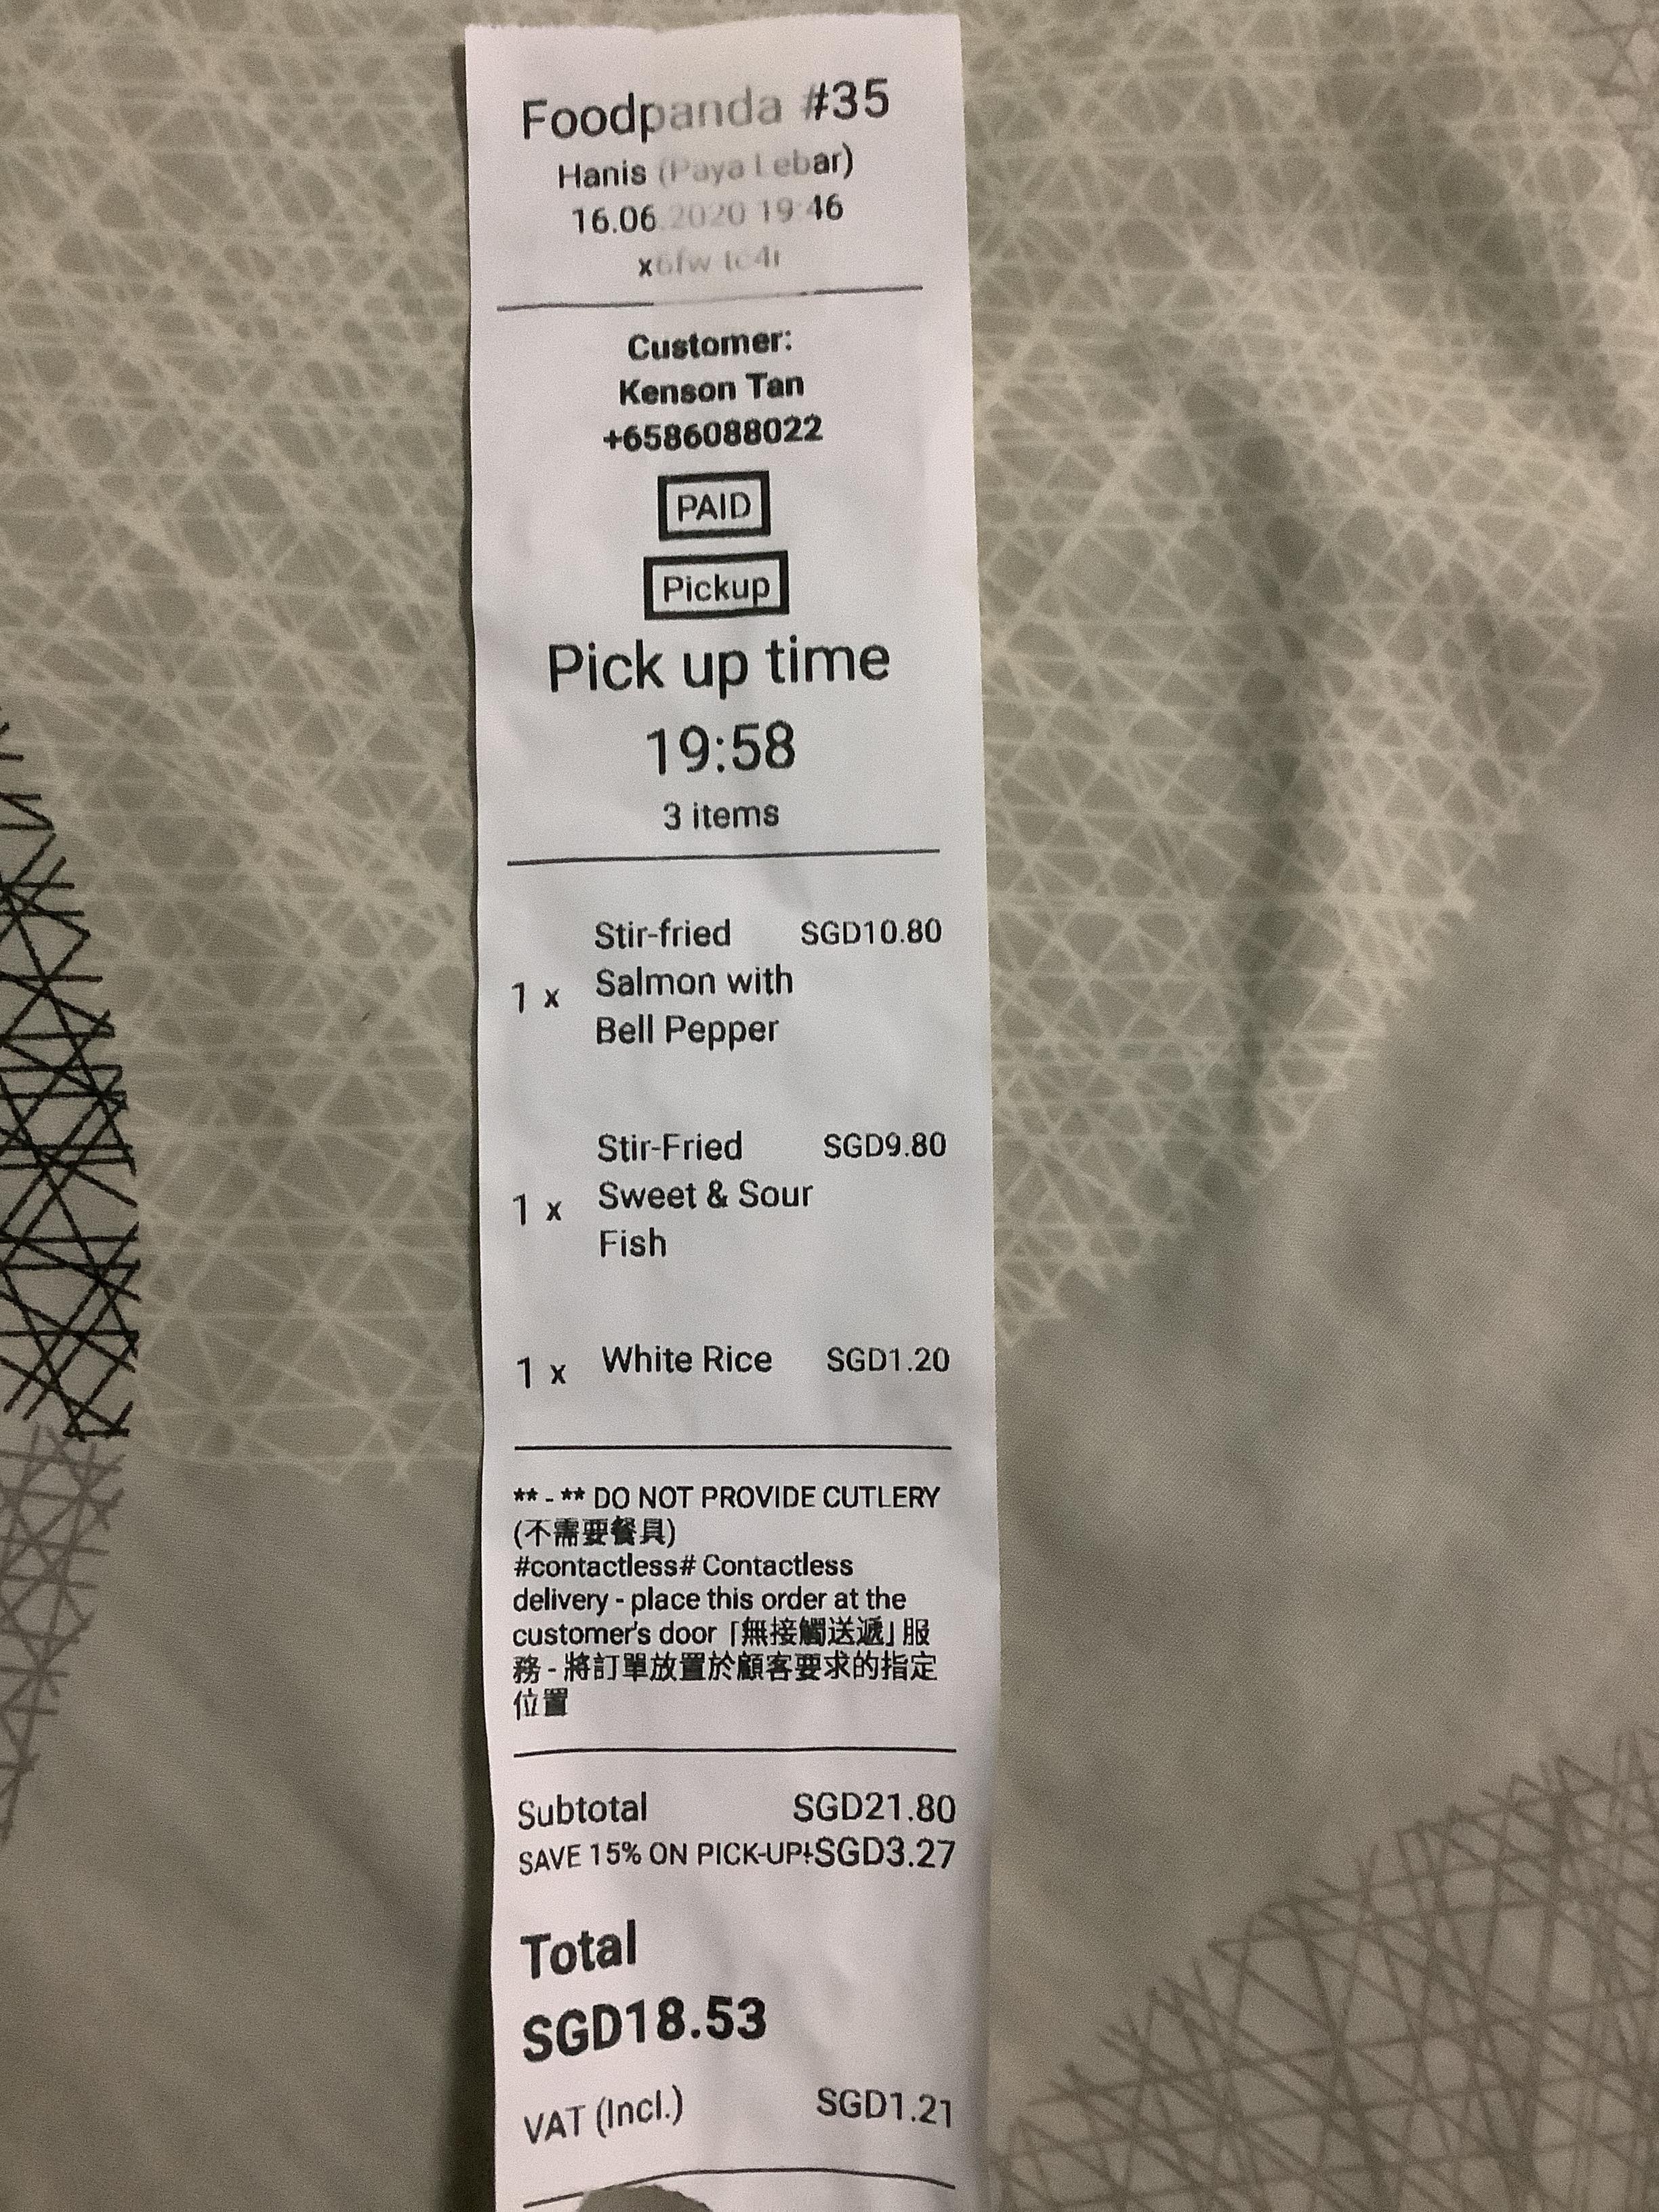 Foodpanda #35
Hanis (Paya Lebar)
16.06.2020 19:46
Customer:
Kenson Tan
+6586088022
PAID
Pickup
Pick up time
19:58
3 items
Stir-fried SGD10.80
1 x Salmon with
Bell Pepper
Stir-Fried SGD9.80
1 x Sweet & Sour
Fish
1 x White Rice SGD1.20
** - ** DO NOT PROVIDE CUTLERY
(不需要餐具)
#contactless# Contactless
delivery - place this order at the
customer's door「無接觸送遞」服
務 - 將訂單放置於顧客要求的指定
位置
Subtotal SGD21.80
SAVE 15% ON PICK-UP!-SGD3.27
Total
SGD18.53
VAT (Incl.) SGD1.21